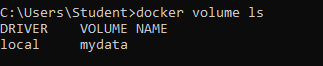 C:\Users\Student>docker volume ls
DRIVER    VOLUME NAME
local     mydata